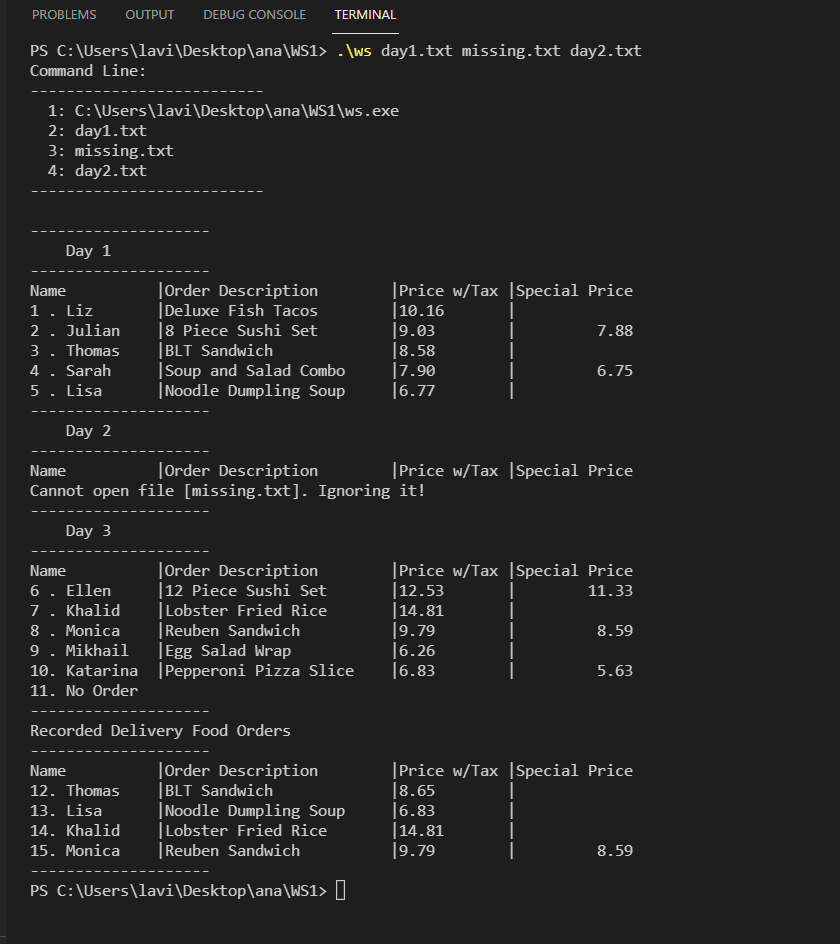 PROBLEMS OUTPUT DEBUG CONSOLE TERMINAL
PS C:\Users\lavi\Desktop\ana\WS1> .\ws day1.txt missing.txt day2.txt
Command Line:
--------------------------
  1: C:\Users\lavi\Desktop\ana\WS1\ws.exe
  2: day1.txt
  3: missing.txt
  4: day2.txt
--------------------------

--------------------
    Day 1
--------------------
Name          |Order Description        |Price w/Tax |Special Price
1 . Liz       |Deluxe Fish Tacos        |10.16       |
2 . Julian    |8 Piece Sushi Set        |9.03        |         7.88
3 . Thomas    |BLT Sandwich             |8.58        |
4 . Sarah     |Soup and Salad Combo     |7.90        |         6.75
5 . Lisa      |Noodle Dumpling Soup     |6.77        |
--------------------
    Day 2
--------------------
Name          |Order Description        |Price w/Tax |Special Price
Cannot open file [missing.txt]. Ignoring it!
--------------------
    Day 3
--------------------
Name          |Order Description        |Price w/Tax |Special Price
6 . Ellen     |12 Piece Sushi Set       |12.53       |        11.33
7 . Khalid    |Lobster Fried Rice       |14.81       |
8 . Monica    |Reuben Sandwich          |9.79        |         8.59
9 . Mikhail   |Egg Salad Wrap           |6.26        |
10. Katarina  |Pepperoni Pizza Slice    |6.83        |         5.63
11. No Order
--------------------
Recorded Delivery Food Orders
--------------------
Name          |Order Description        |Price w/Tax |Special Price
12. Thomas    |BLT Sandwich             |8.65        |
13. Lisa      |Noodle Dumpling Soup     |6.83        |
14. Khalid    |Lobster Fried Rice       |14.81       |
15. Monica    |Reuben Sandwich          |9.79        |         8.59
--------------------
PS C:\Users\lavi\Desktop\ana\WS1>